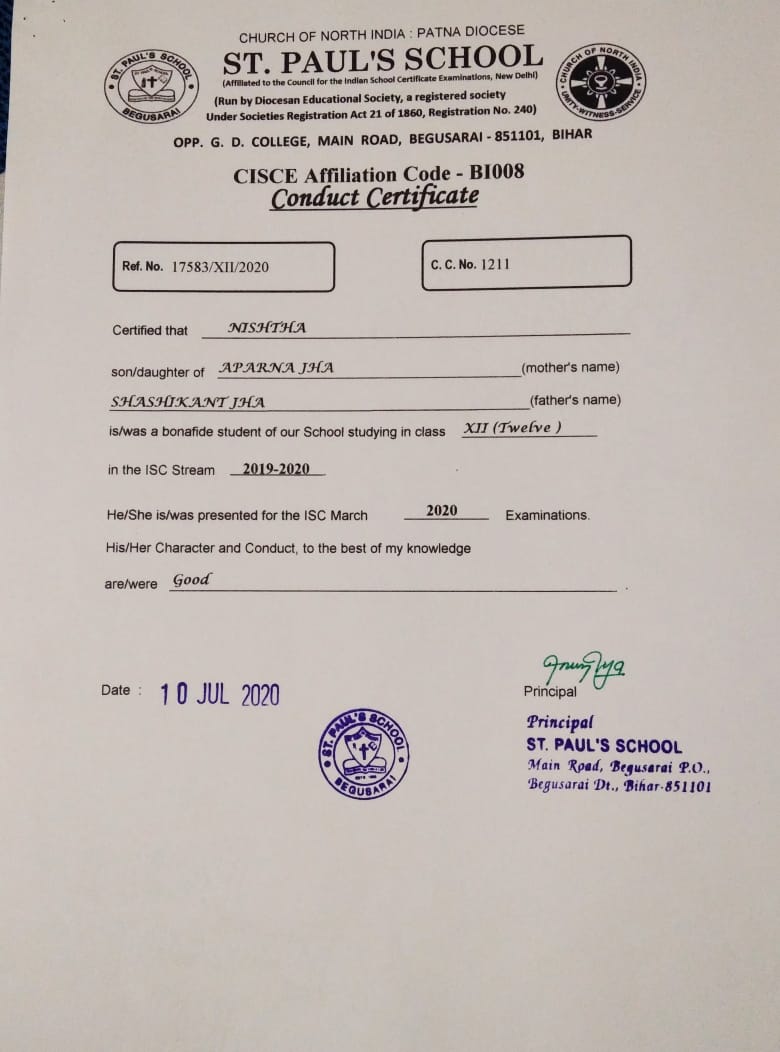 CHURCH OF NORTH INDIA : PATNA DIOCESE
ST. PAUL'S SCHOOL
(Affiliated to the Council for the Indian School Certificate Examinations, New Delhi)
(Run by Diocesan Educational Society, a registered society
Under Societies Registration Act 21 of 1860, Registration No. 240)
OPP. G. D. COLLEGE, MAIN ROAD, BEGUSARAI - 851101, BIHAR
ST. PAUL'S SCHOOL
BEGUSARAI
CHURCH OF NORTH INDIA
UNITY-WITNESS-SERVICE
CISCE Affiliation Code - BI008
Conduct Certificate
Ref. No. 17583/XII/2020
C. C. No. 1211
Certified that NISHTHA
son/daughter of APARNA JHA (mother's name)
SHASHIKANT JHA (father's name)
is/was a bonafide student of our School studying in class XII (Twelve )
in the ISC Stream 2019-2020
He/She is/was presented for the ISC March 2020 Examinations.
His/Her Character and Conduct, to the best of my knowledge
are/were Good .
Date : 10 JUL 2020
Principal
ST. PAUL'S SCHOOL
BEGUSARAI
Principal
ST. PAUL'S SCHOOL
Main Road, Begusarai P.O.,
Begusarai Dt., Bihar-851101